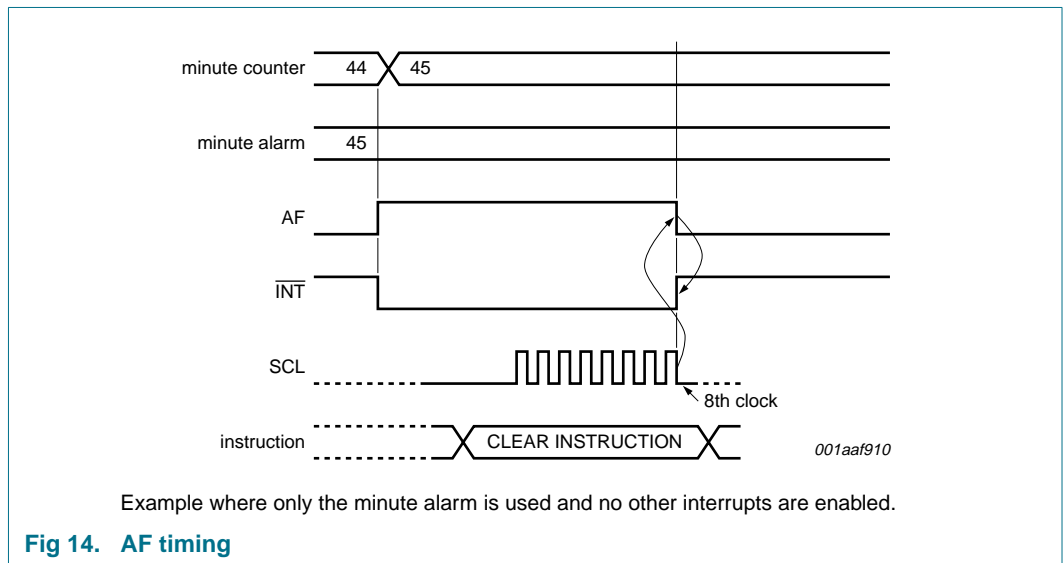 minute counter 44 45
minute alarm 45
AF
INT
SCL
8th clock
instruction CLEAR INSTRUCTION
001aaf910
Example where only the minute alarm is used and no other interrupts are enabled.
Fig 14. AF timing